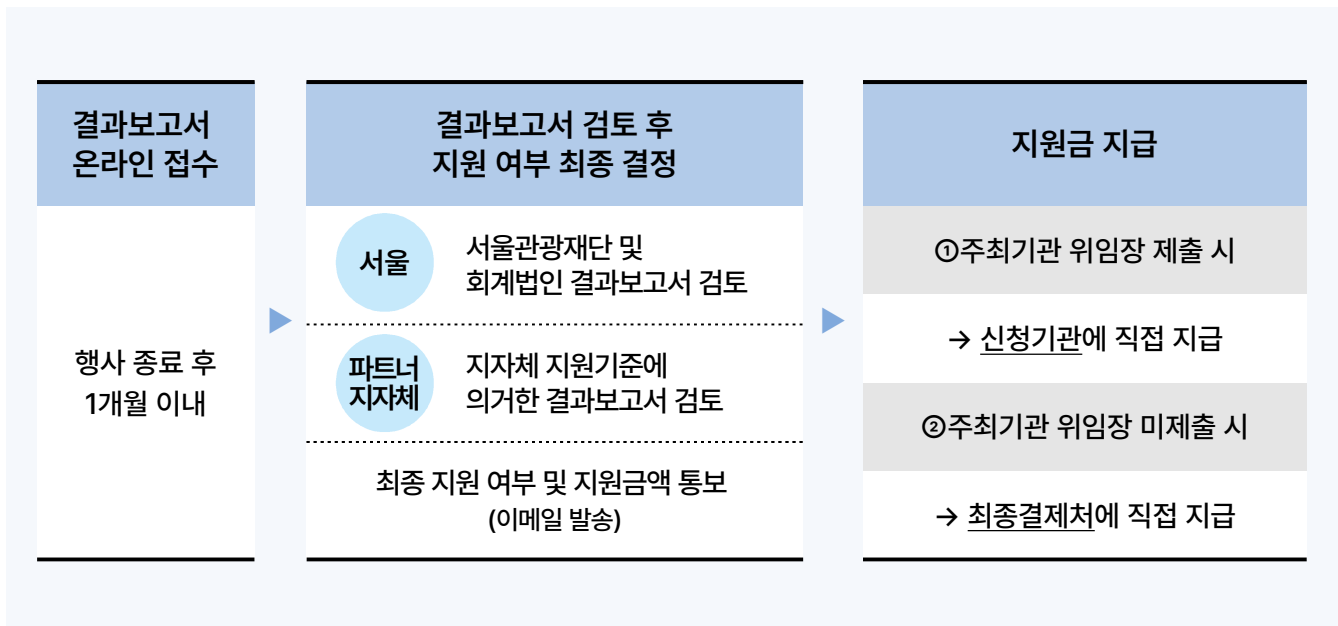 결과보고서
온라인 접수
행사 종료 후
1개월 이내
결과보고서 검토 후
지원 여부 최종 결정
서울
서울관광재단 및
회계법인 결과보고서 검토
파트너
지자체
지자체 지원기준에
의거한 결과보고서 검토
최종 지원 여부 및 지원금액 통보
(이메일 발송)
지원금 지급
①주최기관 위임장 제출 시
→ 신청기관에 직접 지급
②주최기관 위임장 미제출 시
→ 최종결제처에 직접 지급